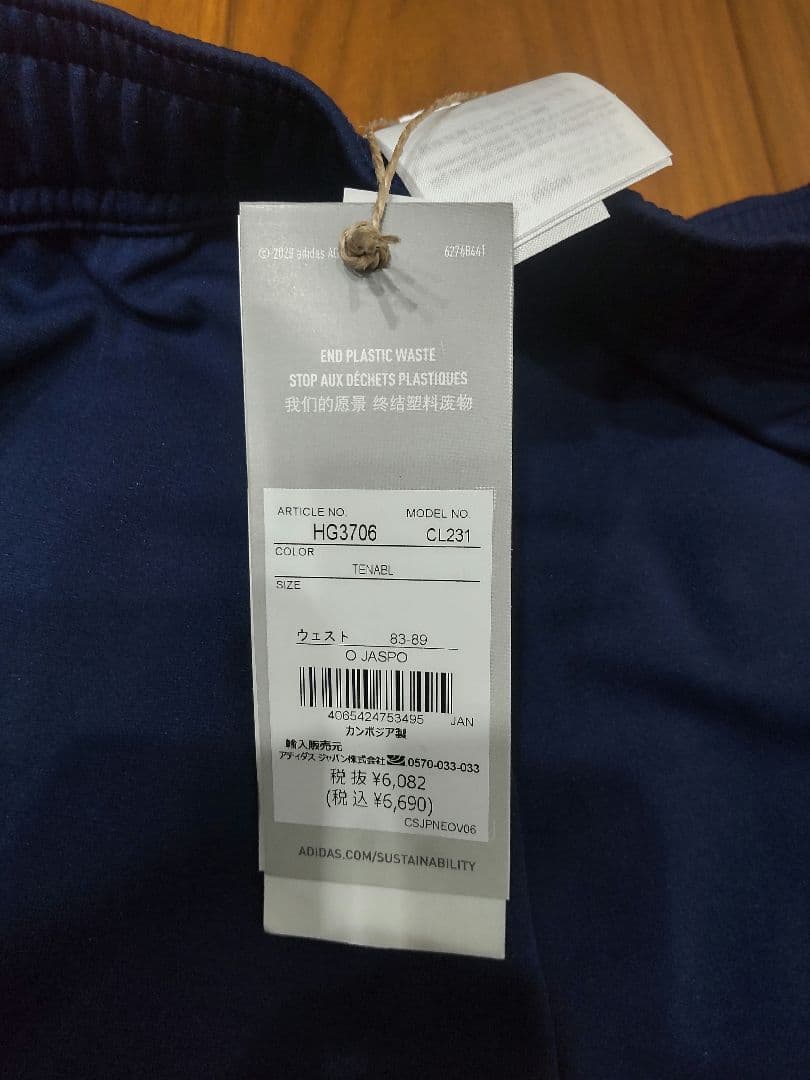 © 2020 adidas AG
62768441
END PLASTIC WASTE
STOP AUX DÉCHETS PLASTIQUES
我们的愿景 终结塑料废物
ARTICLE NO. MODEL NO.
HG3706 CL231
COLOR
TENABL
SIZE
ウェスト 83-89
O JASPO
4065424753495 JAN
カンボジア製
輸入販売元
アディダス ジャパン株式会社 0570-033-033
税 抜 ¥6,082
(税 込 ¥6,690)
CSJPNEOV06
ADIDAS.COM/SUSTAINABILITY